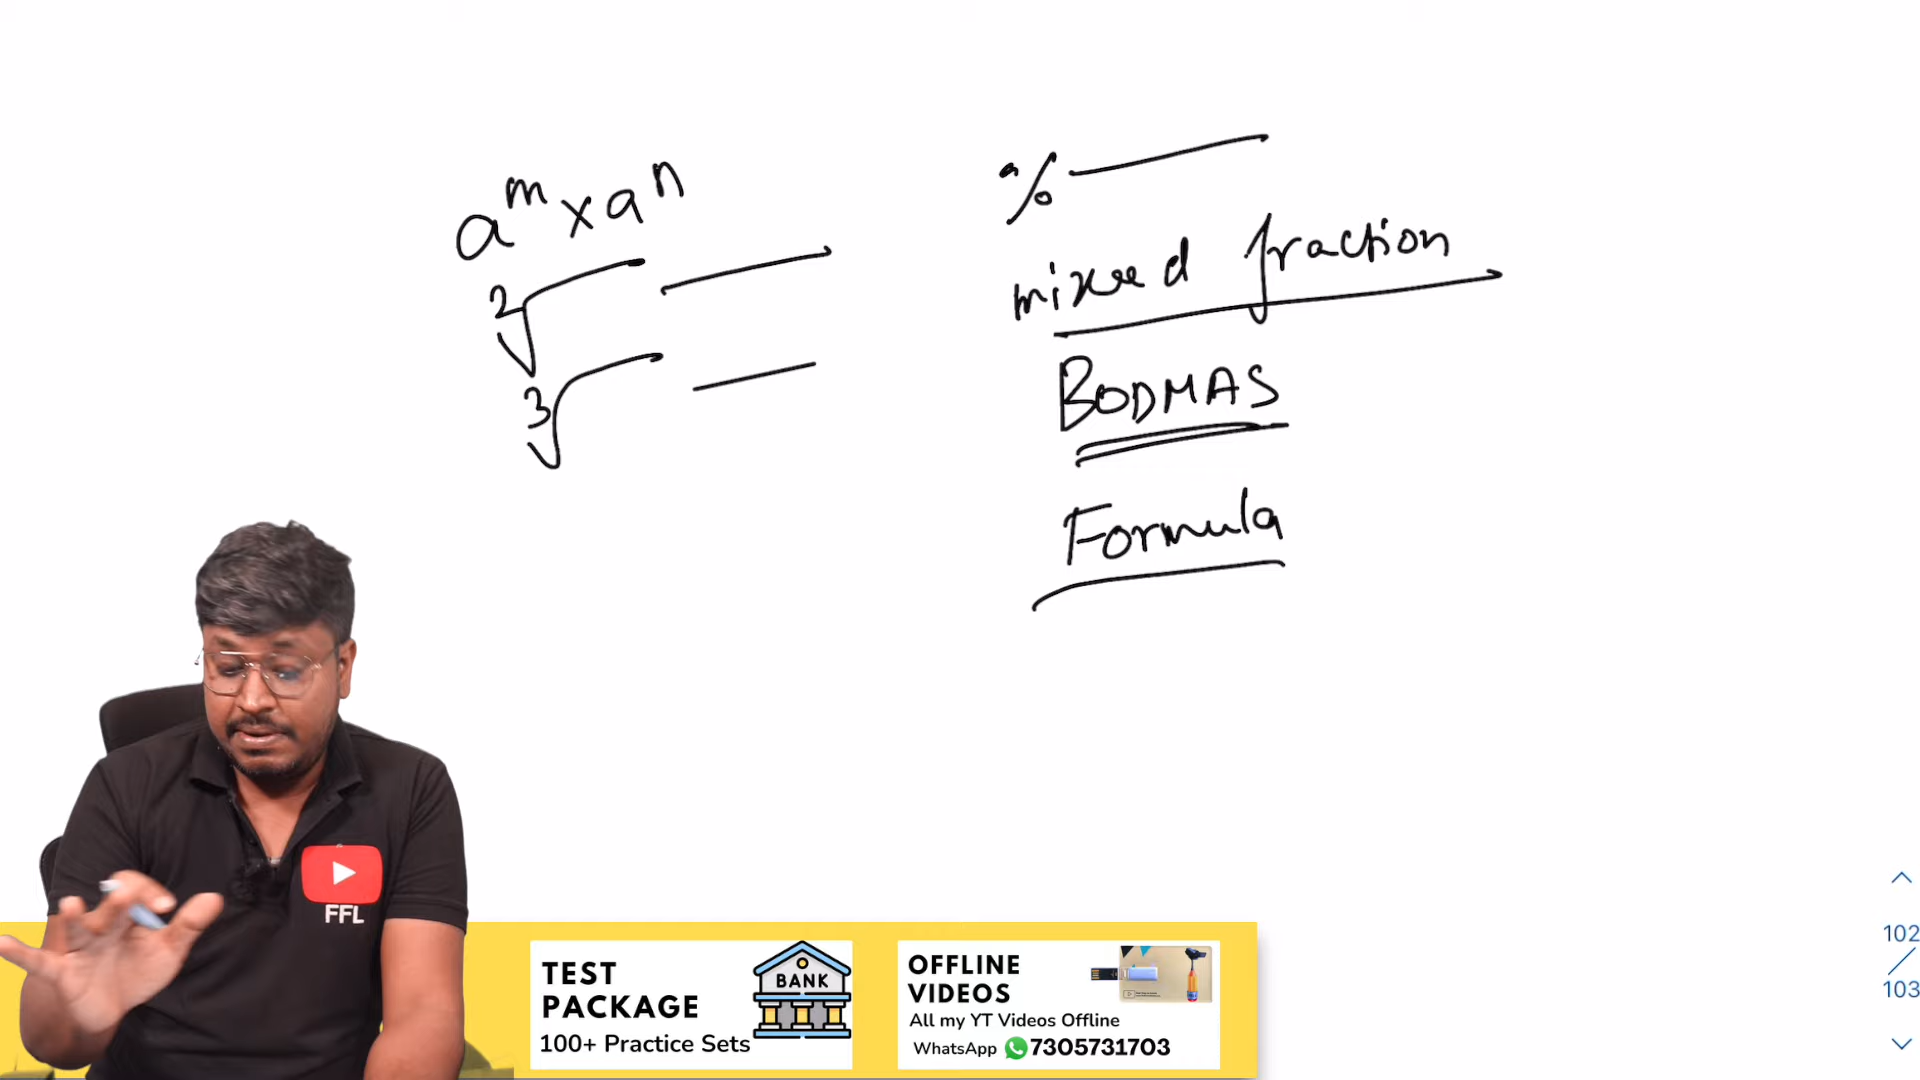 a^m × a^n
2√
3√
%
mixed fraction
BODMAS
Formula
FFL
TEST
PACKAGE
100+ Practice Sets
BANK
OFFLINE
VIDEOS
All my YT Videos Offline
WhatsApp 7305731703
102
/
103